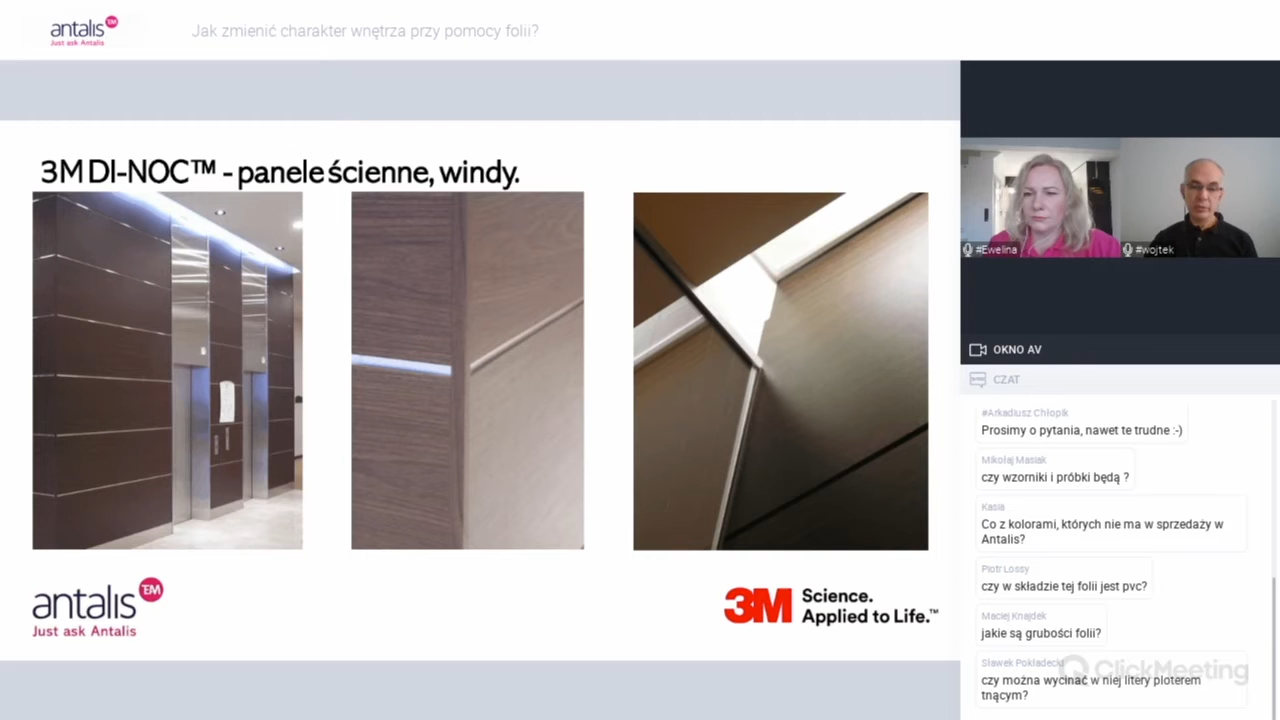 antalis TM
Just ask Antalis
Jak zmienić charakter wnętrza przy pomocy folii?
3M DI-NOC™ - panele ścienne, windy.
antalis TM
Just ask Antalis
3M Science.
Applied to Life.™
#Ewelina
#wojtek
OKNO AV
CZAT
#Arkadiusz Chłopik
Prosimy o pytania, nawet te trudne :-)
Mikołaj Masiak
czy wzorniki i próbki będą ?
Kasia
Co z kolorami, których nie ma w sprzedaży w
Antalis?
Piotr Lossy
czy w składzie tej folii jest pvc?
Maciej Knajdek
jakie są grubości folii?
Sławek Pokładecki
czy można wycinać w niej litery ploterem
tnącym?
ClickMeeting